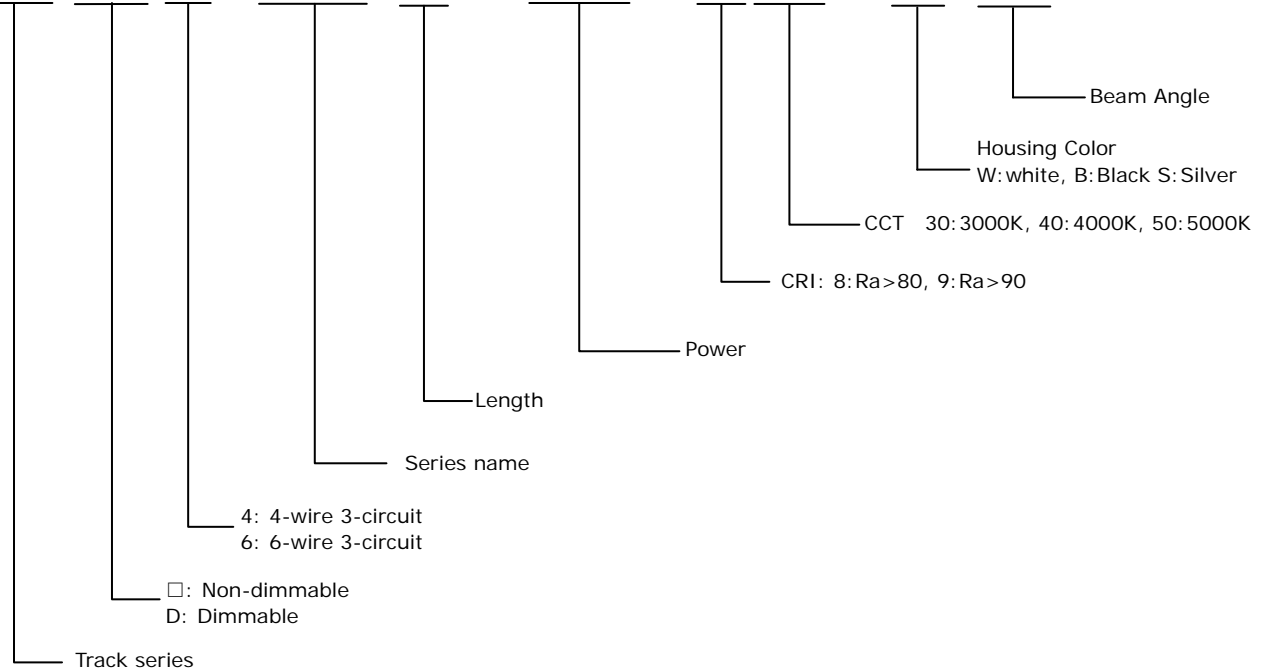 Beam Angle
Housing Color
W:white, B:Black S:Silver
CCT 30:3000K, 40:4000K, 50:5000K
CRI: 8:Ra>80, 9:Ra>90
Power
Length
Series name
4: 4-wire 3-circuit
6: 6-wire 3-circuit
□: Non-dimmable
D: Dimmable
Track series